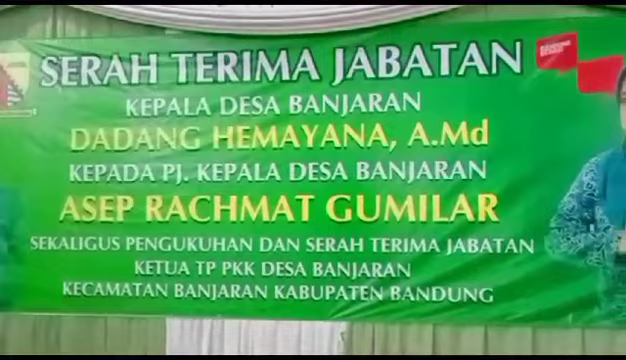 SERAH TERIMA JABATAN
KEPALA DESA BANJARAN
DADANG HEMAYANA, A.Md
KEPADA PJ. KEPALA DESA BANJARAN
ASEP RACHMAT GUMILAR
SEKALIGUS PENGUKUHAN DAN SERAH TERIMA JABATAN
KETUA TP PKK DESA BANJARAN
KECAMATAN BANJARAN KABUPATEN BANDUNG